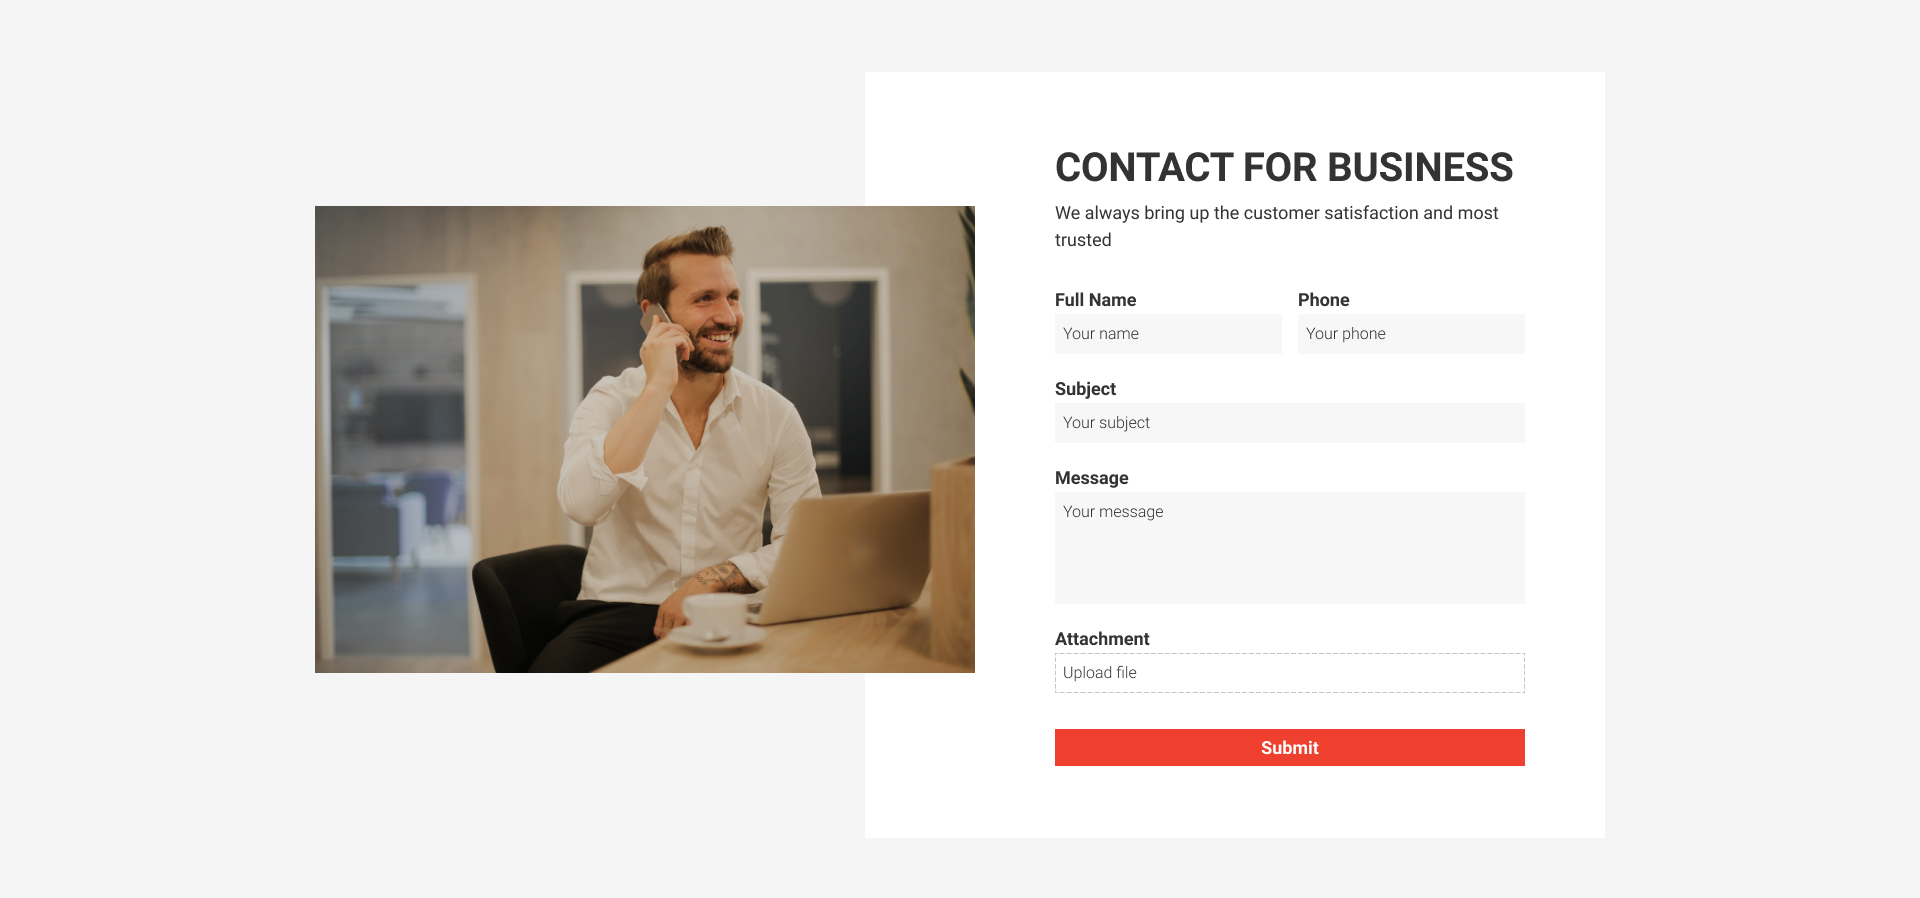 CONTACT FOR BUSINESS
We always bring up the customer satisfaction and most
trusted
Full Name
Phone
Your name
Your phone
Subject
Your subject
Message
Your message
Attachment
Upload file
Submit